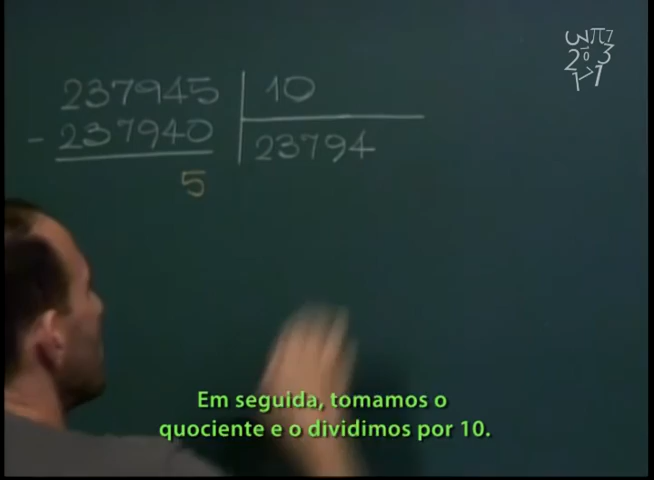 237945 10
- 237940 23794
5
Em seguida, tomamos o
quociente e o dividimos por 10.